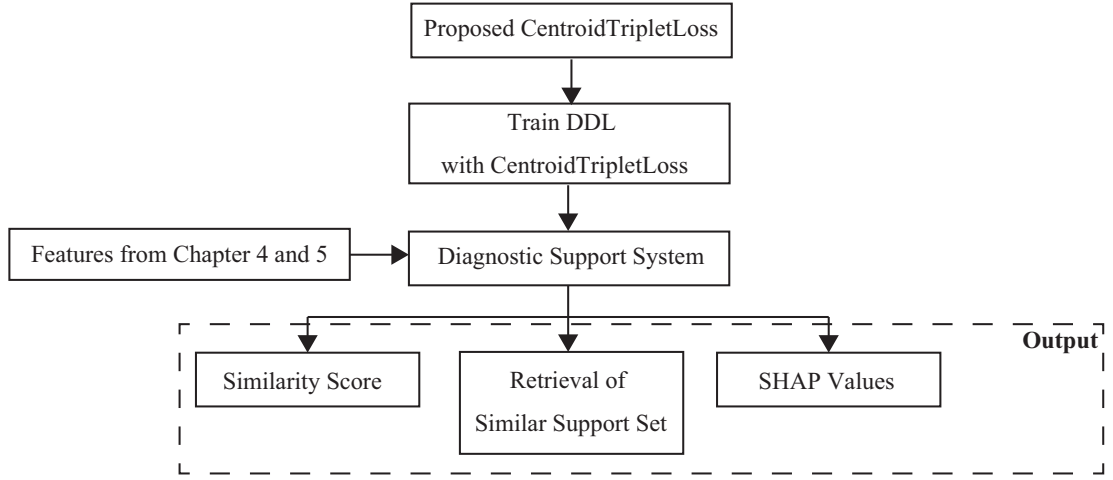 Proposed CentroidTripletLoss
Train DDL
with CentroidTripletLoss
Features from Chapter 4 and 5
Diagnostic Support System
Output
Similarity Score
Retrieval of
Similar Support Set
SHAP Values